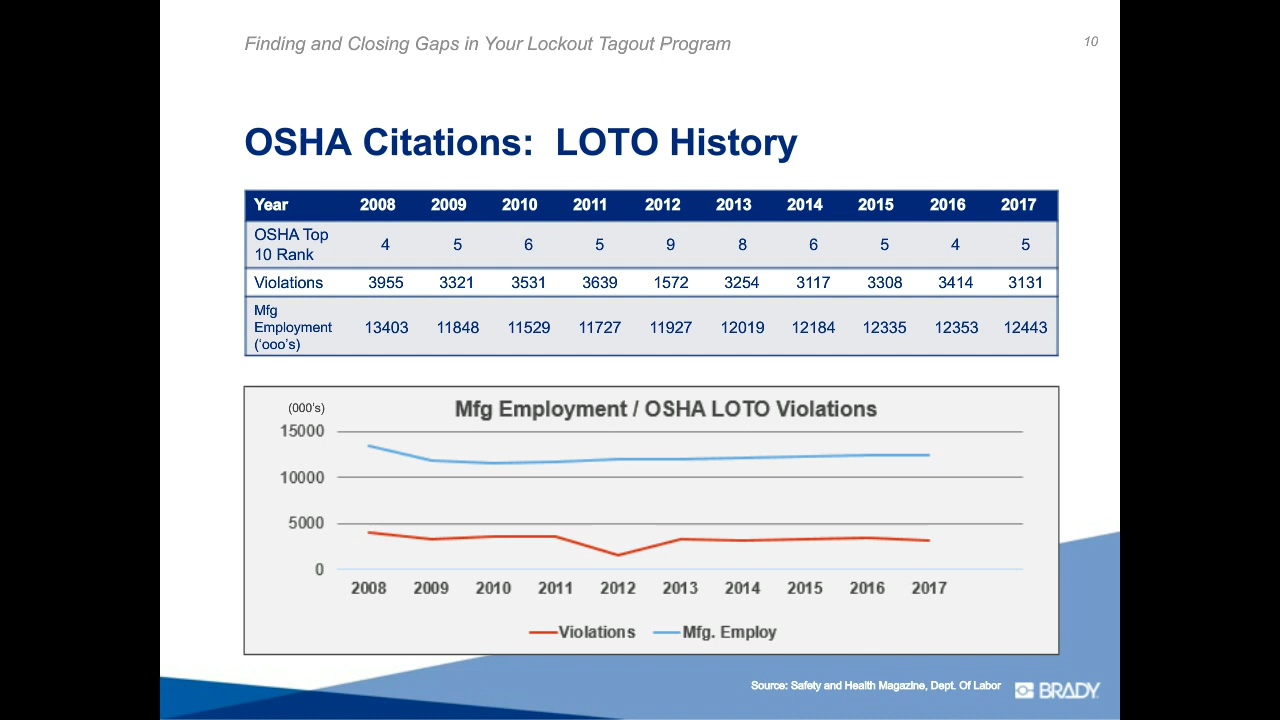 Finding and Closing Gaps in Your Lockout Tagout Program
10
OSHA Citations:  LOTO History
Year 2008 2009 2010 2011 2012 2013 2014 2015 2016 2017
OSHA Top
10 Rank 4 5 6 5 9 8 6 5 4 5
Violations 3955 3321 3531 3639 1572 3254 3117 3308 3414 3131
Mfg
Employment 13403 11848 11529 11727 11927 12019 12184 12335 12353 12443
(‘ooo’s)
(000’s)
Mfg Employment / OSHA LOTO Violations
15000
10000
5000
0
2008 2009 2010 2011 2012 2013 2014 2015 2016 2017
Violations Mfg. Employ
Source: Safety and Health Magazine, Dept. Of Labor
BRADY